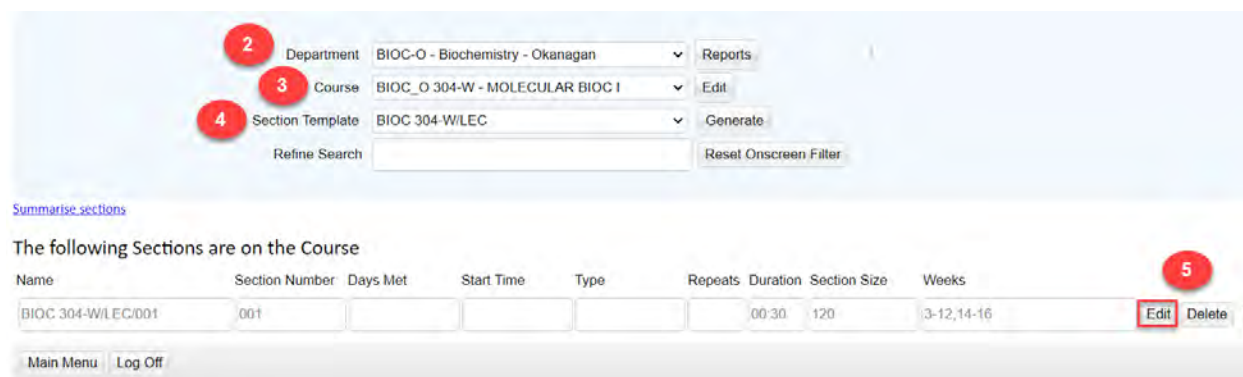 2 Department BIOC-O - Biochemistry - Okanagan Reports
3 Course BIOC_O 304-W - MOLECULAR BIOC I Edit
4 Section Template BIOC 304-W/LEC Generate
Refine Search Reset Onscreen Filter
Summarise sections
The following Sections are on the Course
5
Name Section Number Days Met Start Time Type Repeats Duration Section Size Weeks
BIOC 304-W/LEC/001 001 00:30 120 3-12,14-16 Edit Delete
Main Menu Log Off